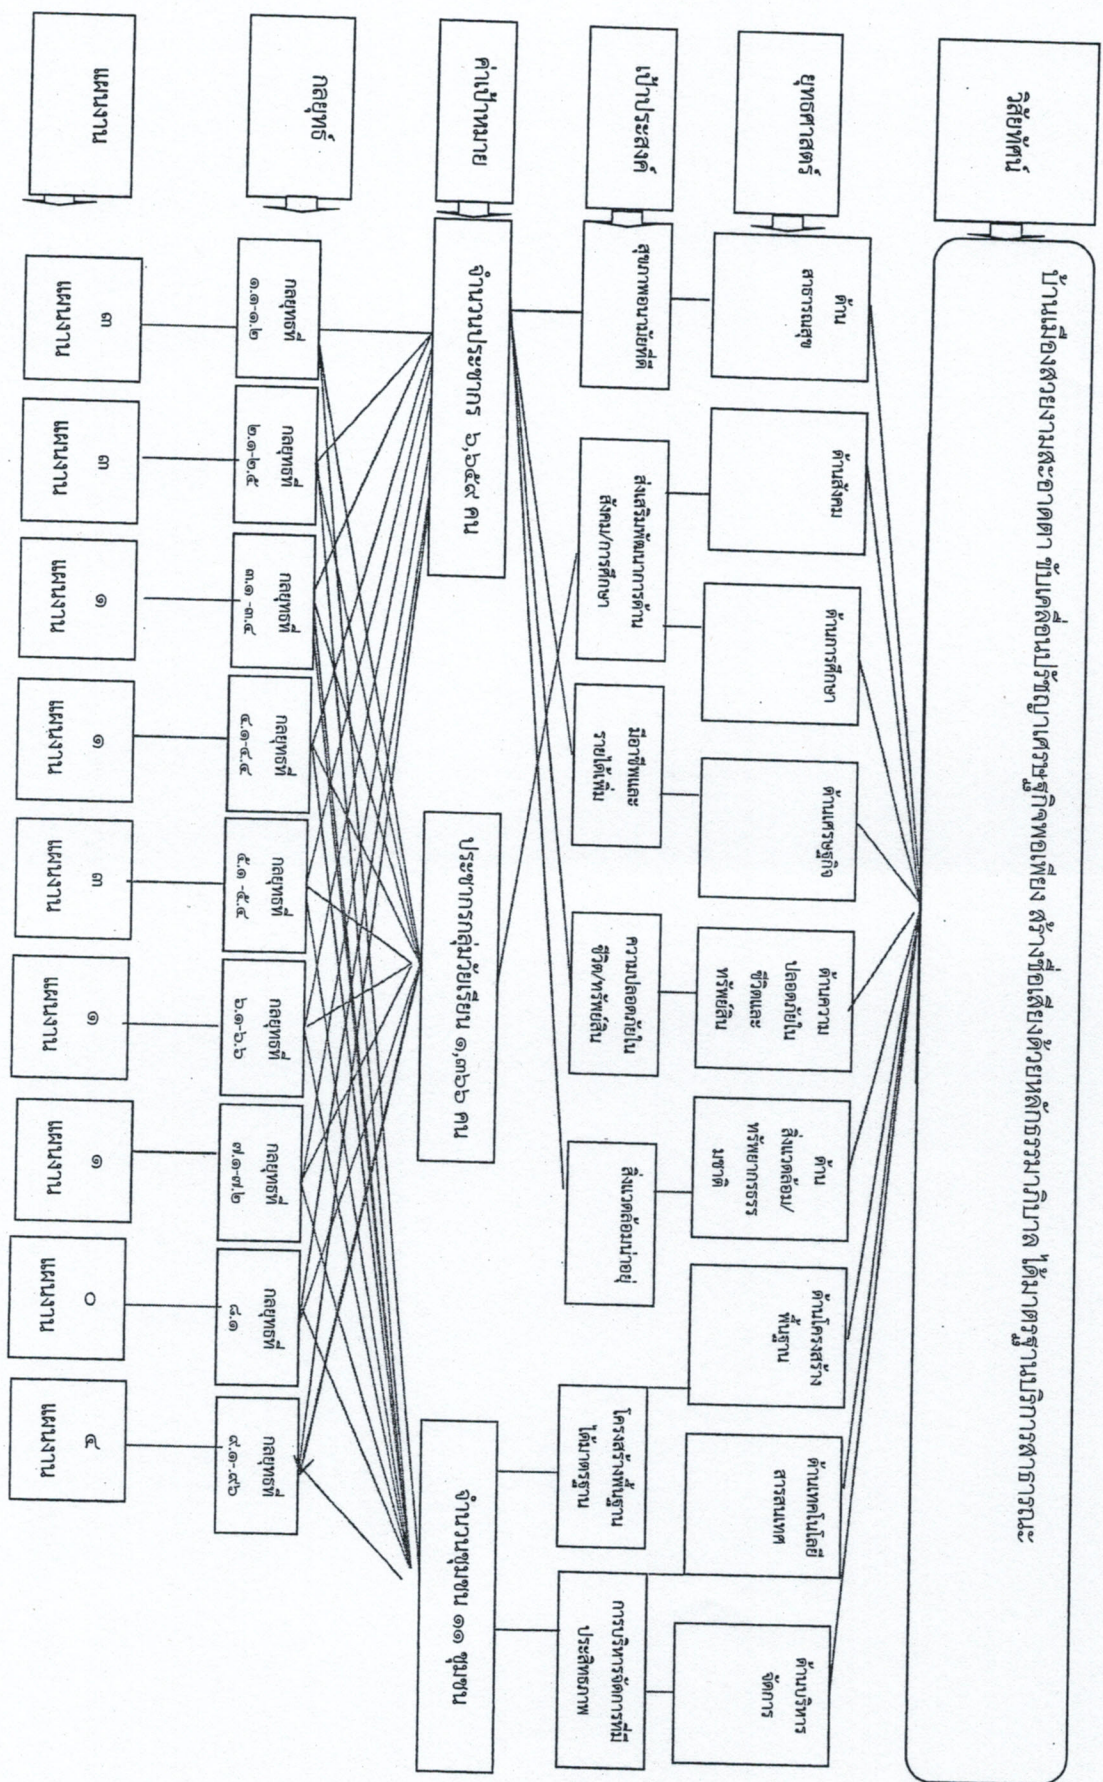 วิสัยทัศน์
บ้านเมืองสวยงามสะอาดตา ขับเคลื่อนปรัชญาเศรษฐกิจพอเพียง สร้างชื่อเสียงด้วยหลักธรรมาภิบาล ได้มาตรฐานบริการสาธารณะ
ยุทธศาสตร์
ด้าน
สาธารณสุข
ด้านสังคม
ด้านการศึกษา
ด้านเศรษฐกิจ
ด้านความ
ปลอดภัยใน
ชีวิตและ
ทรัพย์สิน
ด้าน
สิ่งแวดล้อม/
ทรัพยากรธรร
มชาติ
ด้านโครงสร้าง
พื้นฐาน
ด้านเทคโนโลยี
สารสนเทศ
ด้านบริหาร
จัดการ
เป้าประสงค์
สุขภาพอนามัยที่ดี
ส่งเสริมพัฒนาการด้าน
สังคม/การศึกษา
มีอาชีพและ
รายได้เพิ่ม
ความปลอดภัยใน
ชีวิต/ทรัพย์สิน
สิ่งแวดล้อมน่าอยู่
โครงสร้างพื้นฐาน
ได้มาตรฐาน
การบริหารจัดการที่มี
ประสิทธภาพ
ค่าเป้าหมาย
จำนวนประชากร ๖,๖๕๙ คน
ประชากรกลุ่มวัยเรียน ๑,๓๖๖ คน
จำนวนชุมชน ๑๑ ชุมชน
กลยุทธ์
กลยุทธที่
๑.๑-๑.๒
กลยุทธที่
๒.๑-๒.๕
กลยุทธที่
๓.๑ -๓.๔
กลยุทธที่
๔.๑-๔.๔
กลยุทธที่
๕.๑ -๕.๔
กลยุทธที่
๖.๑-๖.๖
กลยุทธที่
๗.๑-๗.๒
กลยุทธที่
๘.๑
กลยุทธที่
๙.๑-๙๖
แผนงาน
๓
แผนงาน
๓
แผนงาน
๑
แผนงาน
๑
แผนงาน
๓
แผนงาน
๑
แผนงาน
๑
แผนงาน
๐
แผนงาน
๔
แผนงาน